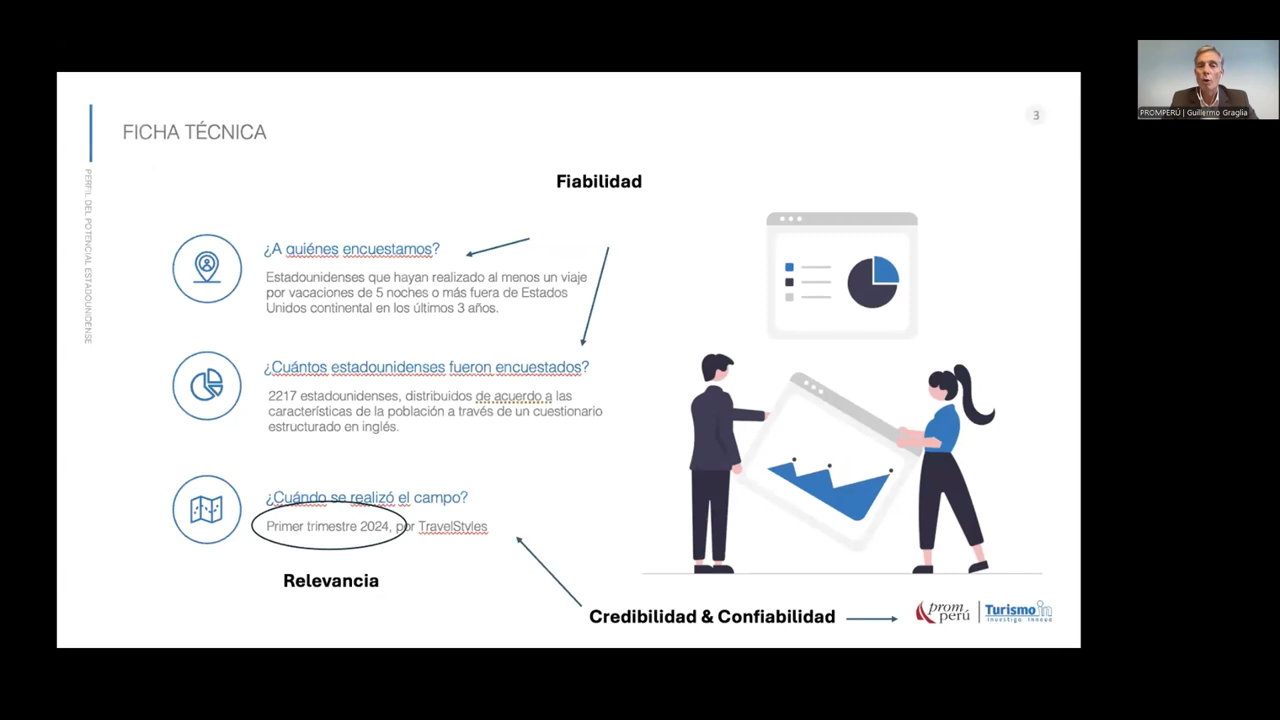 FICHA TÉCNICA
3
PERFIL DEL POTENCIAL ESTADOUNIDENSE
Fiabilidad
¿A quiénes encuestamos?
Estadounidenses que hayan realizado al menos un viaje
por vacaciones de 5 noches o más fuera de Estados
Unidos continental en los últimos 3 años.
¿Cuántos estadounidenses fueron encuestados?
2217 estadounidenses, distribuidos de acuerdo a las
características de la población a través de un cuestionario
estructurado en inglés.
¿Cuándo se realizó el campo?
Primer trimestre 2024, por TravelStyles
Relevancia
Credibilidad & Confiabilidad
prom
perú
Turismo in
investiga innova
PROMPERÚ | Guillermo Graglia